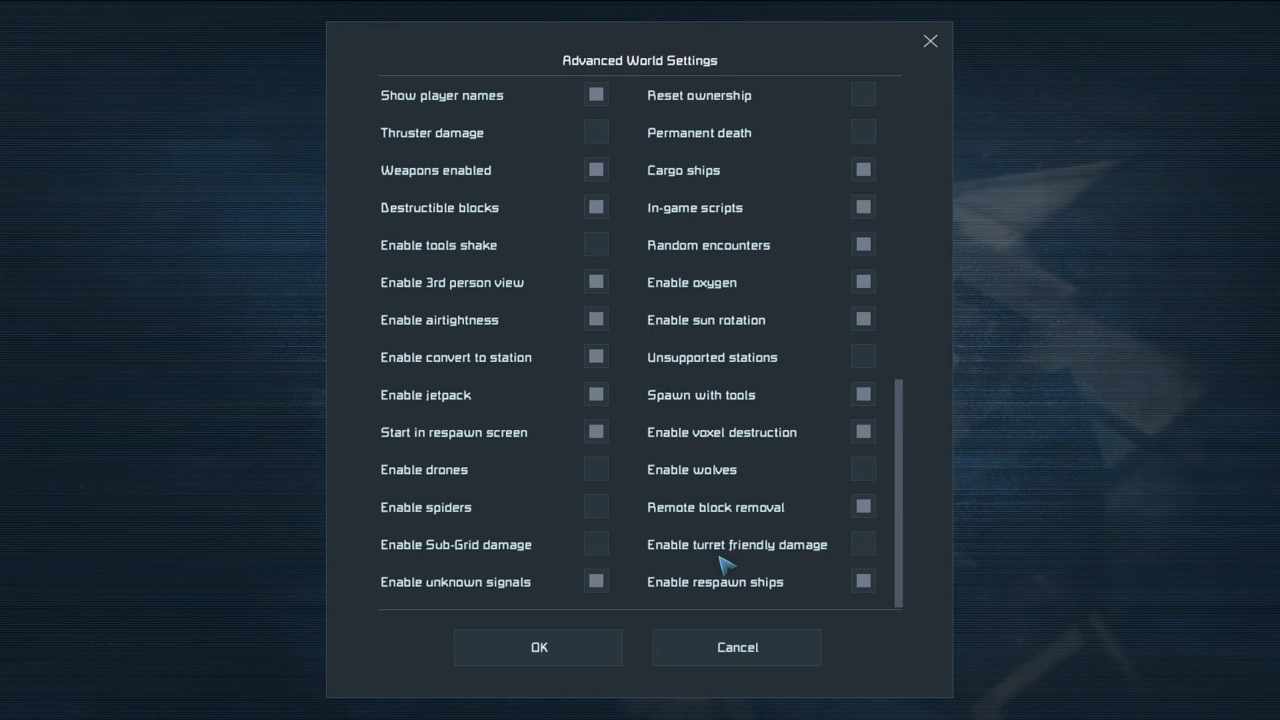 Advanced World Settings
Show player names Reset ownership
Thruster damage Permanent death
Weapons enabled Cargo ships
Destructible blocks In-game scripts
Enable tools shake Random encounters
Enable 3rd person view Enable oxygen
Enable airtightness Enable sun rotation
Enable convert to station Unsupported stations
Enable jetpack Spawn with tools
Start in respawn screen Enable voxel destruction
Enable drones Enable wolves
Enable spiders Remote block removal
Enable Sub-Grid damage Enable turret friendly damage
Enable unknown signals Enable respawn ships
OK Cancel